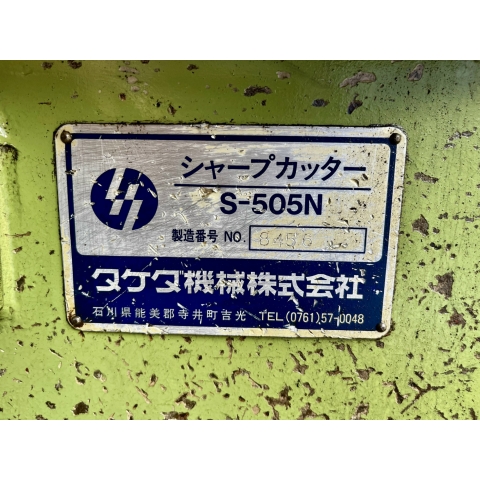 シャープカッター
S-505N
製造番号 NO.
タケダ機械株式会社
石川県能美郡寺井町吉光 TEL(0761)57-0048